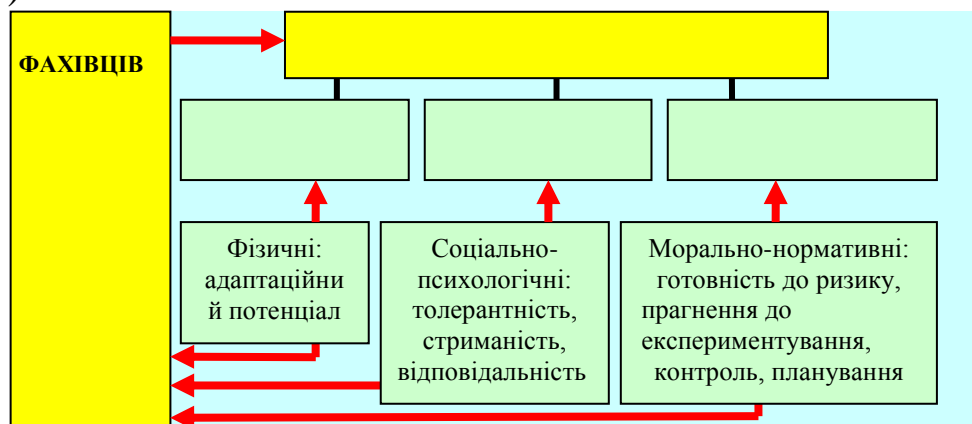 )
ФАХІВЦІВ
Фізичні:
адаптаційни
й потенціал
Соціально-
психологічні:
толерантність,
стриманість,
відповідальність
Морально-нормативні:
готовність до ризику,
прагнення до
експериментування,
контроль, планування